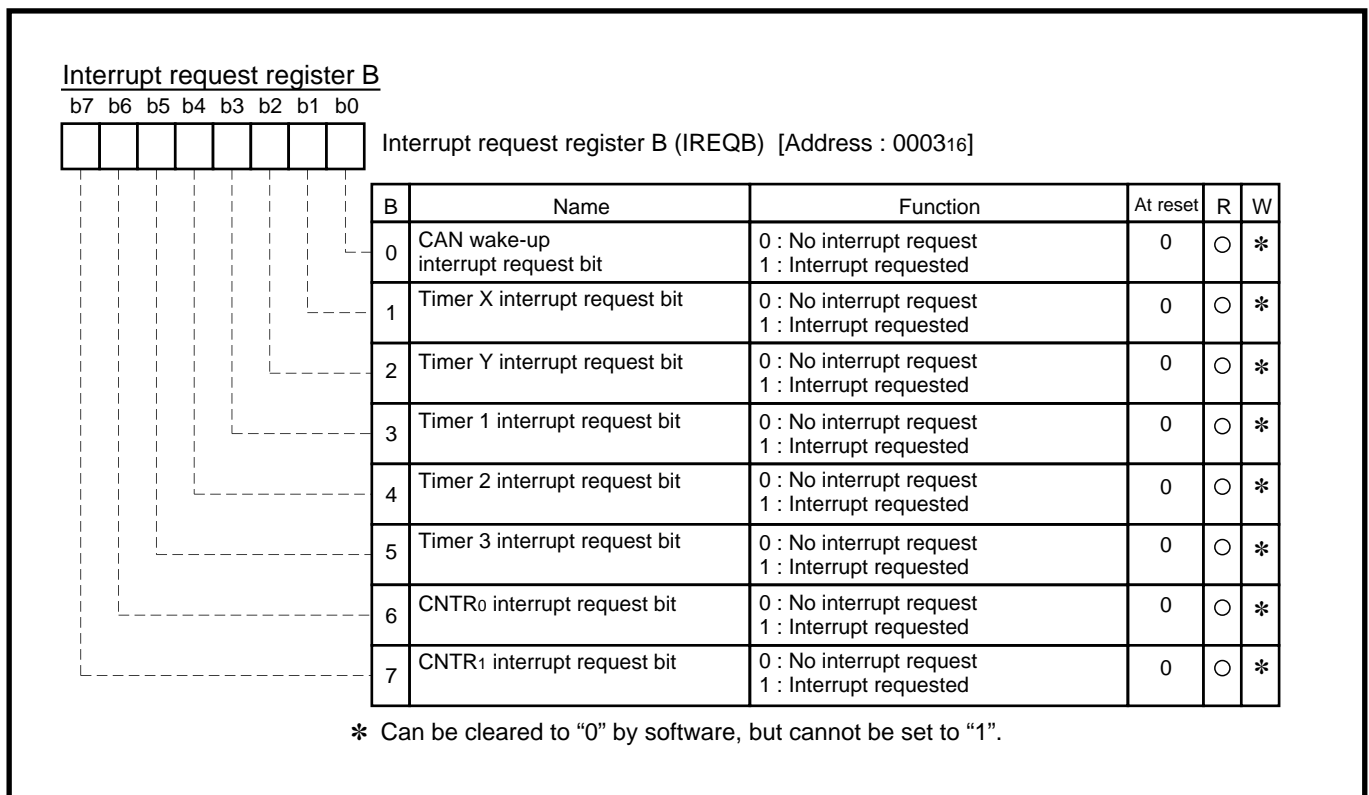 Interrupt request register B
b7 b6 b5 b4 b3 b2 b1 b0
Interrupt request register B (IREQB) [Address : 000316]
B Name Function At reset R W
0 CAN wake-up interrupt request bit 0 : No interrupt request 1 : Interrupt requested 0 ○ ✻
1 Timer X interrupt request bit 0 : No interrupt request 1 : Interrupt requested 0 ○ ✻
2 Timer Y interrupt request bit 0 : No interrupt request 1 : Interrupt requested 0 ○ ✻
3 Timer 1 interrupt request bit 0 : No interrupt request 1 : Interrupt requested 0 ○ ✻
4 Timer 2 interrupt request bit 0 : No interrupt request 1 : Interrupt requested 0 ○ ✻
5 Timer 3 interrupt request bit 0 : No interrupt request 1 : Interrupt requested 0 ○ ✻
6 CNTR0 interrupt request bit 0 : No interrupt request 1 : Interrupt requested 0 ○ ✻
7 CNTR1 interrupt request bit 0 : No interrupt request 1 : Interrupt requested 0 ○ ✻
✻ Can be cleared to “0” by software, but cannot be set to “1”.